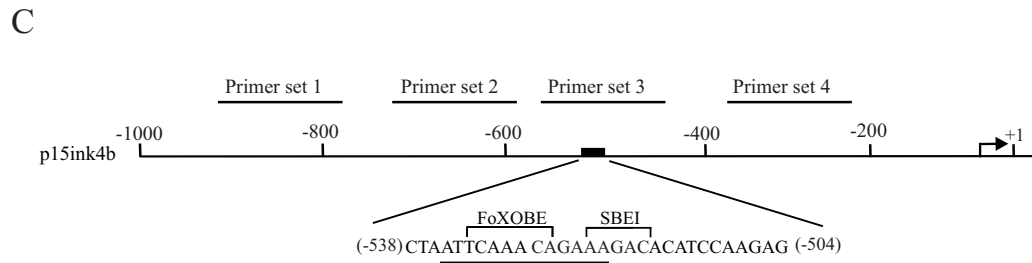 C
Primer set 1 Primer set 2 Primer set 3 Primer set 4
-1000 -800 -600 -400 -200 +1
p15ink4b
FoXOBE SBEI
(-538) CTAATTCAAA CAGAAAGACACATCCAAGAG (-504)